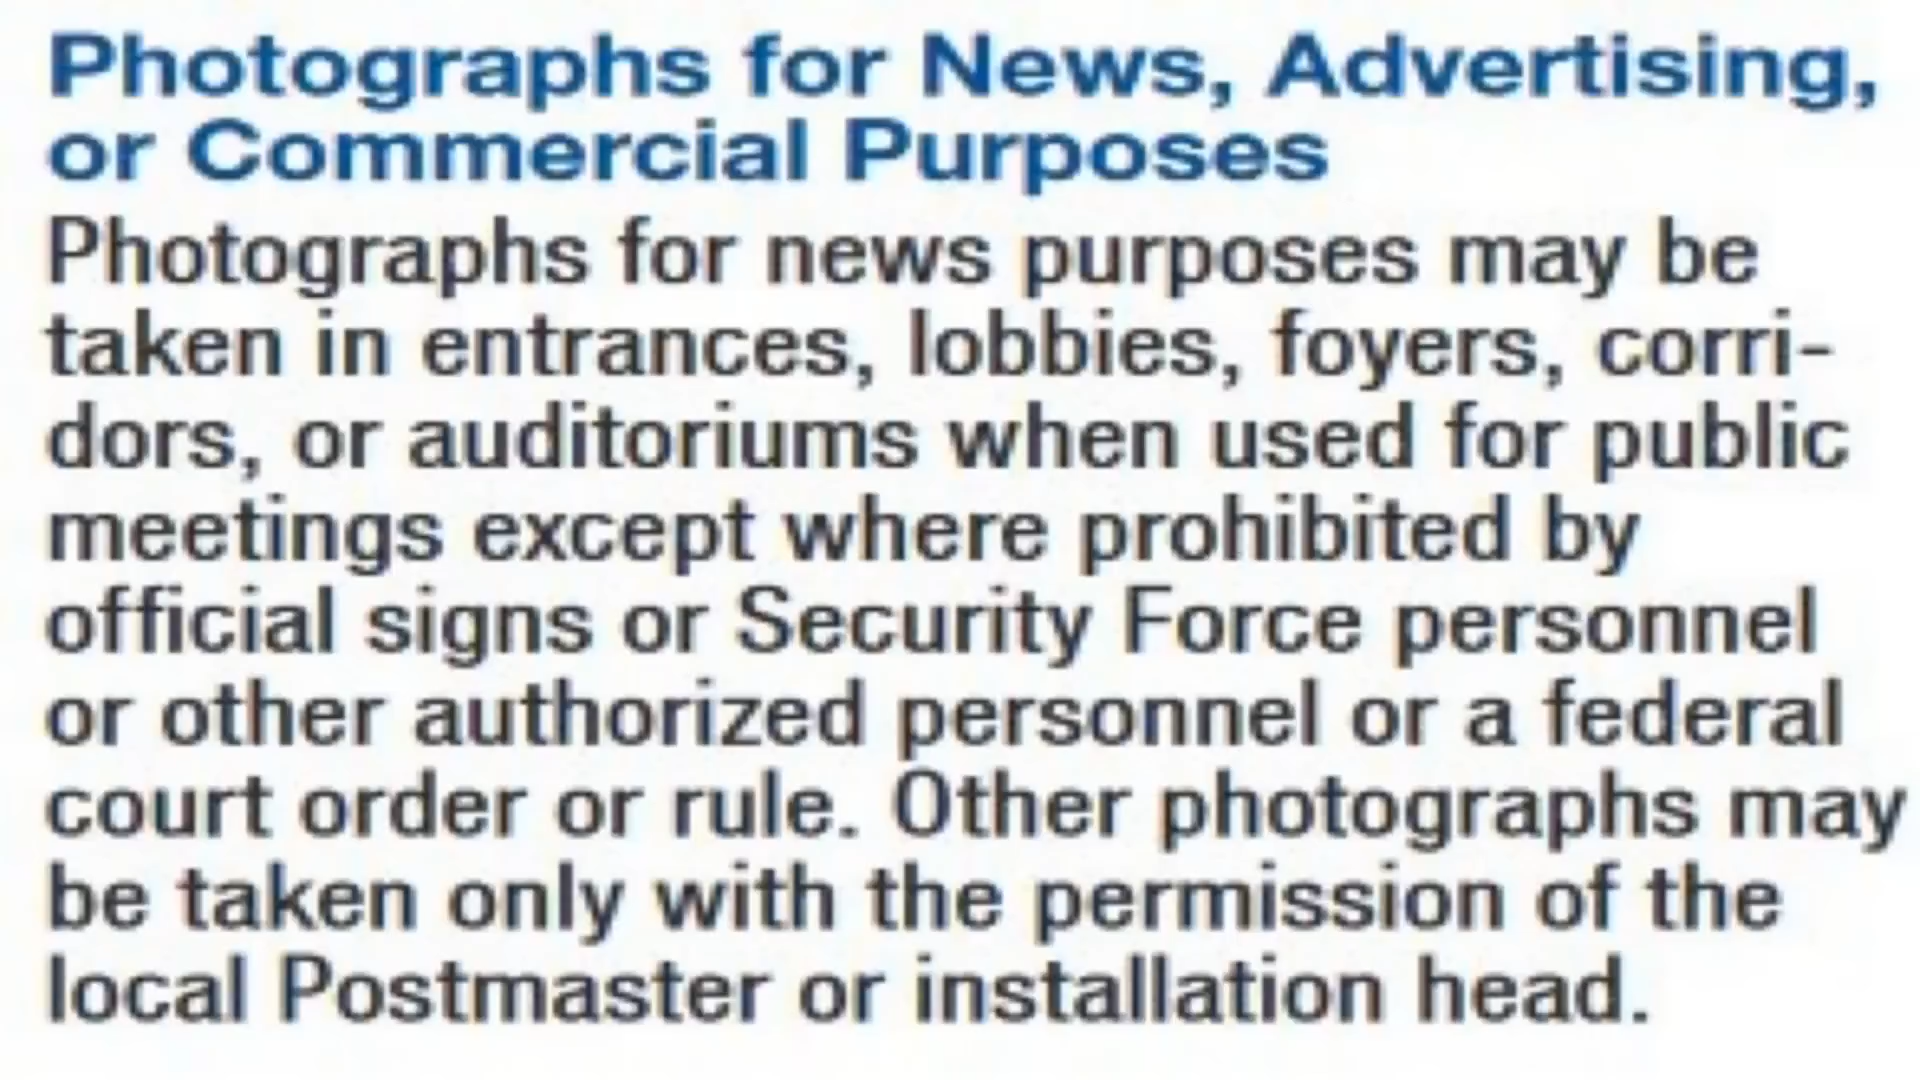 Photographs for News, Advertising,
or Commercial Purposes
Photographs for news purposes may be
taken in entrances, lobbies, foyers, corri-
dors, or auditoriums when used for public
meetings except where prohibited by
official signs or Security Force personnel
or other authorized personnel or a federal
court order or rule. Other photographs may
be taken only with the permission of the
local Postmaster or installation head.